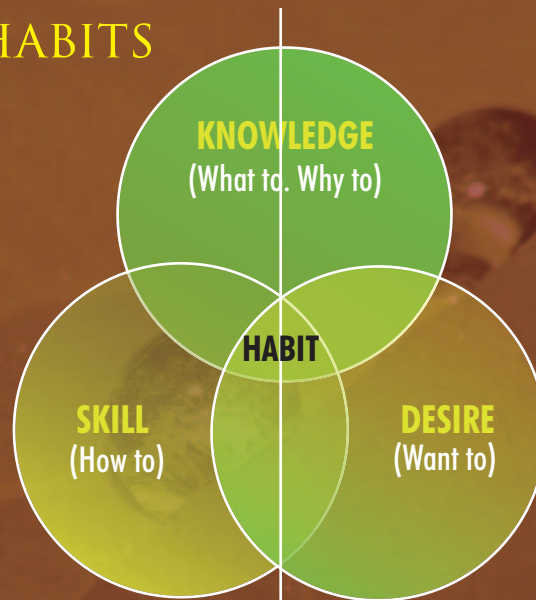 HABITS
KNOWLEDGE
(What to. Why to)
HABIT
SKILL
(How to)
DESIRE
(Want to)